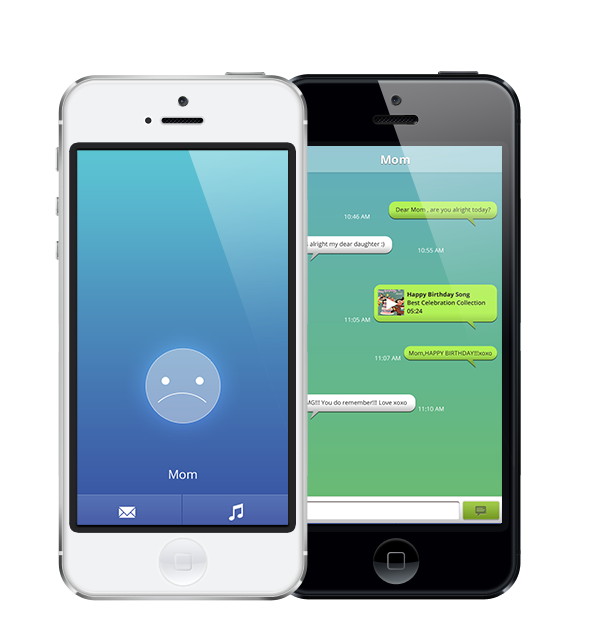 Mom
Mom
Dear Mom , are you alright today?
10:46 AM
alright my dear daughter :)
10:55 AM
Happy Birthday Song
Best Celebration Collection
05:24
11:05 AM
Mom,HAPPY BIRTHDAY!!!xoxo
11:07 AM
MG!!! You do remember!!! Love xoxo
11:10 AM